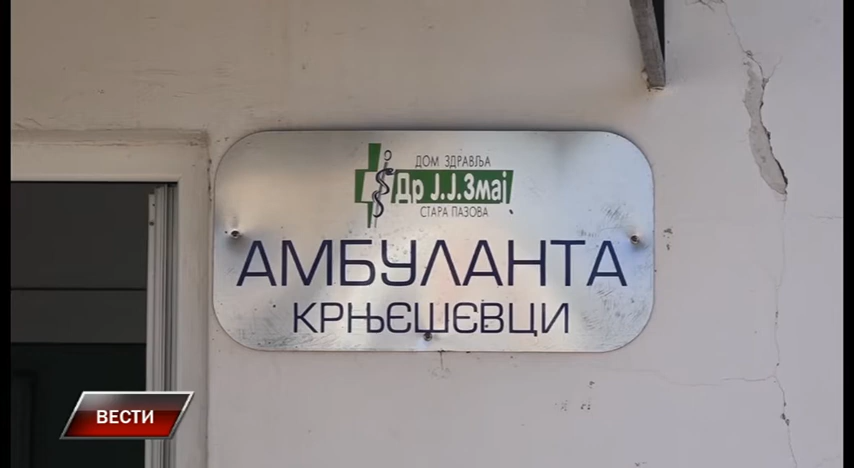 ДОМ ЗДРАВЉА
Др Ј.Ј.Змај
СТАРА ПАЗОВА
АМБУЛАНТА
КРЊЕШЕВЦИ
ВЕСТИ